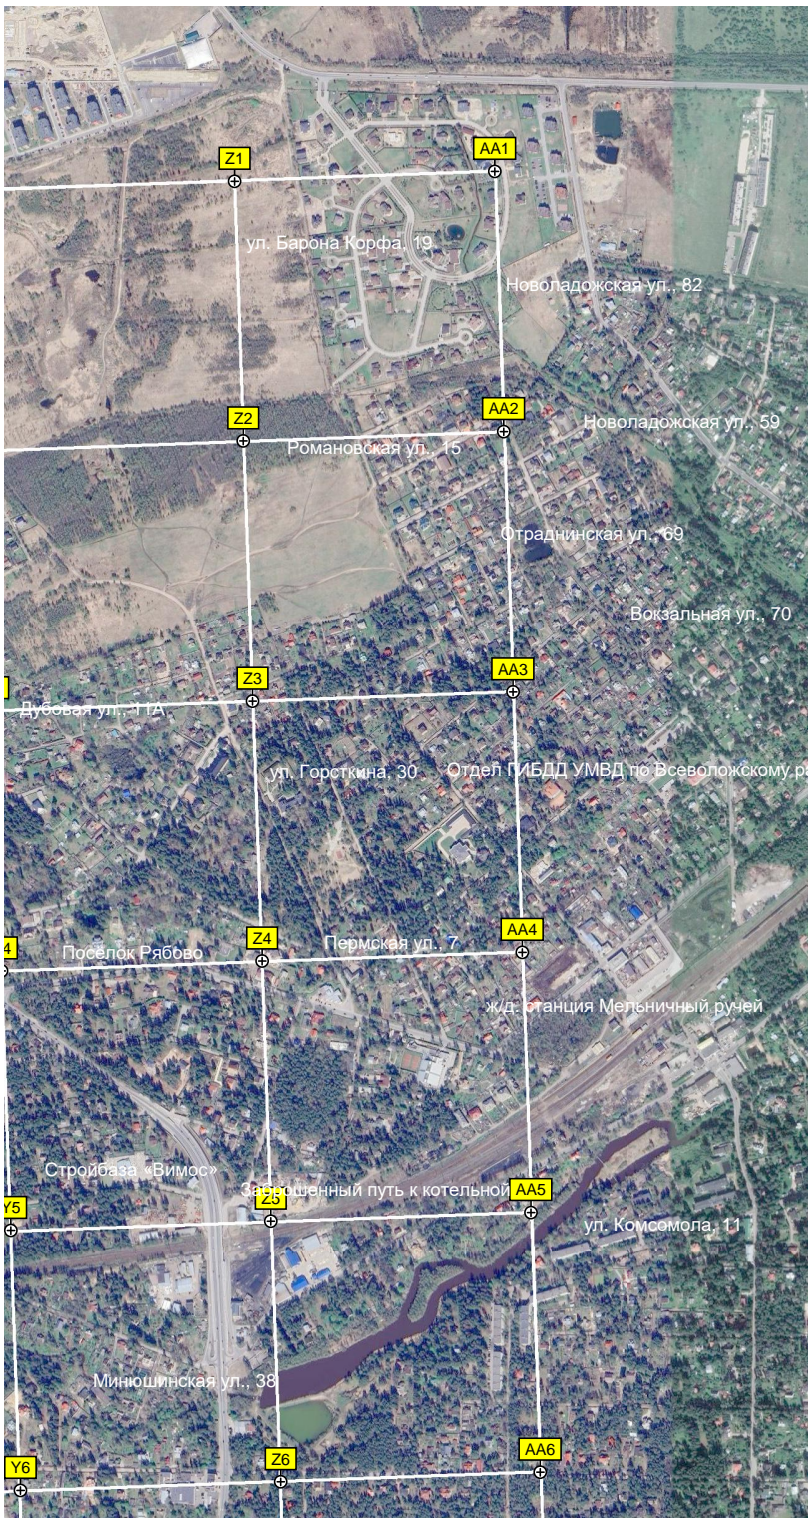 AA1
Z1
ул. Барона Корфа, 19
Новоладожская ул., 82
AA2
Z2
Новоладожская ул., 59
Романовская ул., 15
Отраднинская ул., 69
Вокзальная ул., 70
AA3
Z3
Дубовая ул., 11А
ул. Горсткина, 30
Отдел ГИБДД УМВД по Всеволожскому
AA4
Z4
4
Пермская ул., 7
Посёлок Рябово
ж/д. станция Мельничный ручей
Стройбаза «Вимос»
AA5
Заброшенный путь к котельной
Z5
Y5
ул. Комсомола, 11
Минюшинская ул., 38
AA6
Z6
Y6